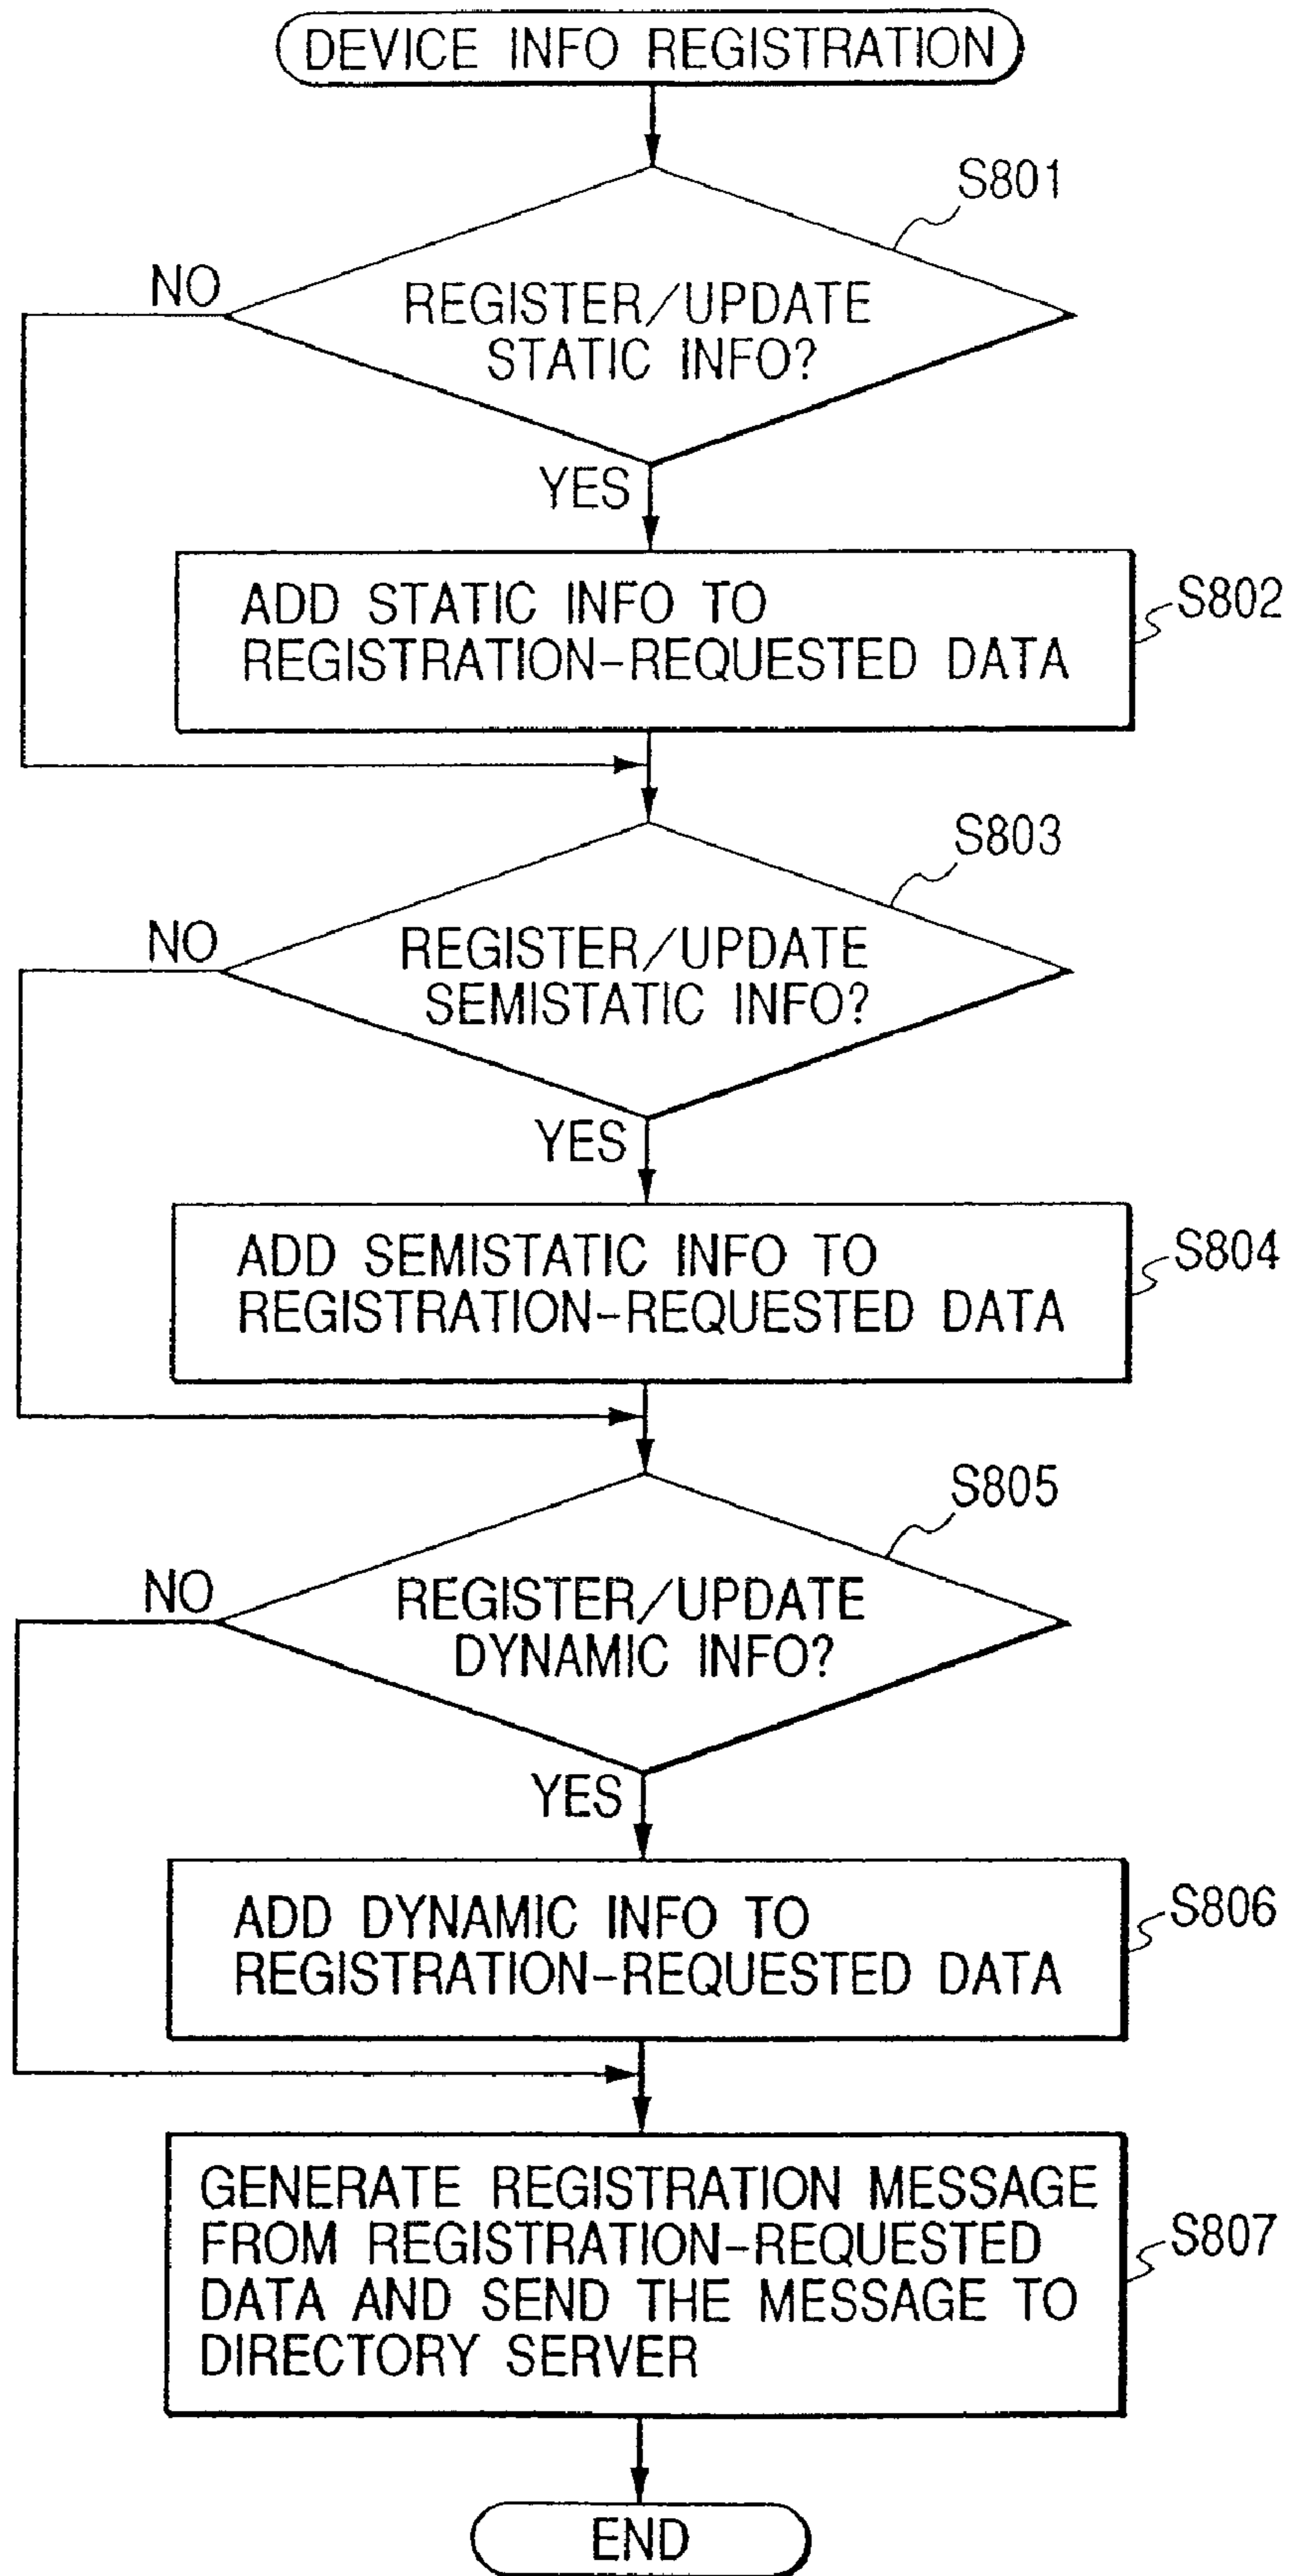 DEVICE INFO REGISTRATION
S801
NO
REGISTER/UPDATE
STATIC INFO?
YES
ADD STATIC INFO TO
REGISTRATION-REQUESTED DATA
S802
S803
NO
REGISTER/UPDATE
SEMISTATIC INFO?
YES
ADD SEMISTATIC INFO TO
REGISTRATION-REQUESTED DATA
S804
S805
NO
REGISTER/UPDATE
DYNAMIC INFO?
YES
ADD DYNAMIC INFO TO
REGISTRATION-REQUESTED DATA
S806
GENERATE REGISTRATION MESSAGE
FROM REGISTRATION-REQUESTED
DATA AND SEND THE MESSAGE TO
DIRECTORY SERVER
S807
END